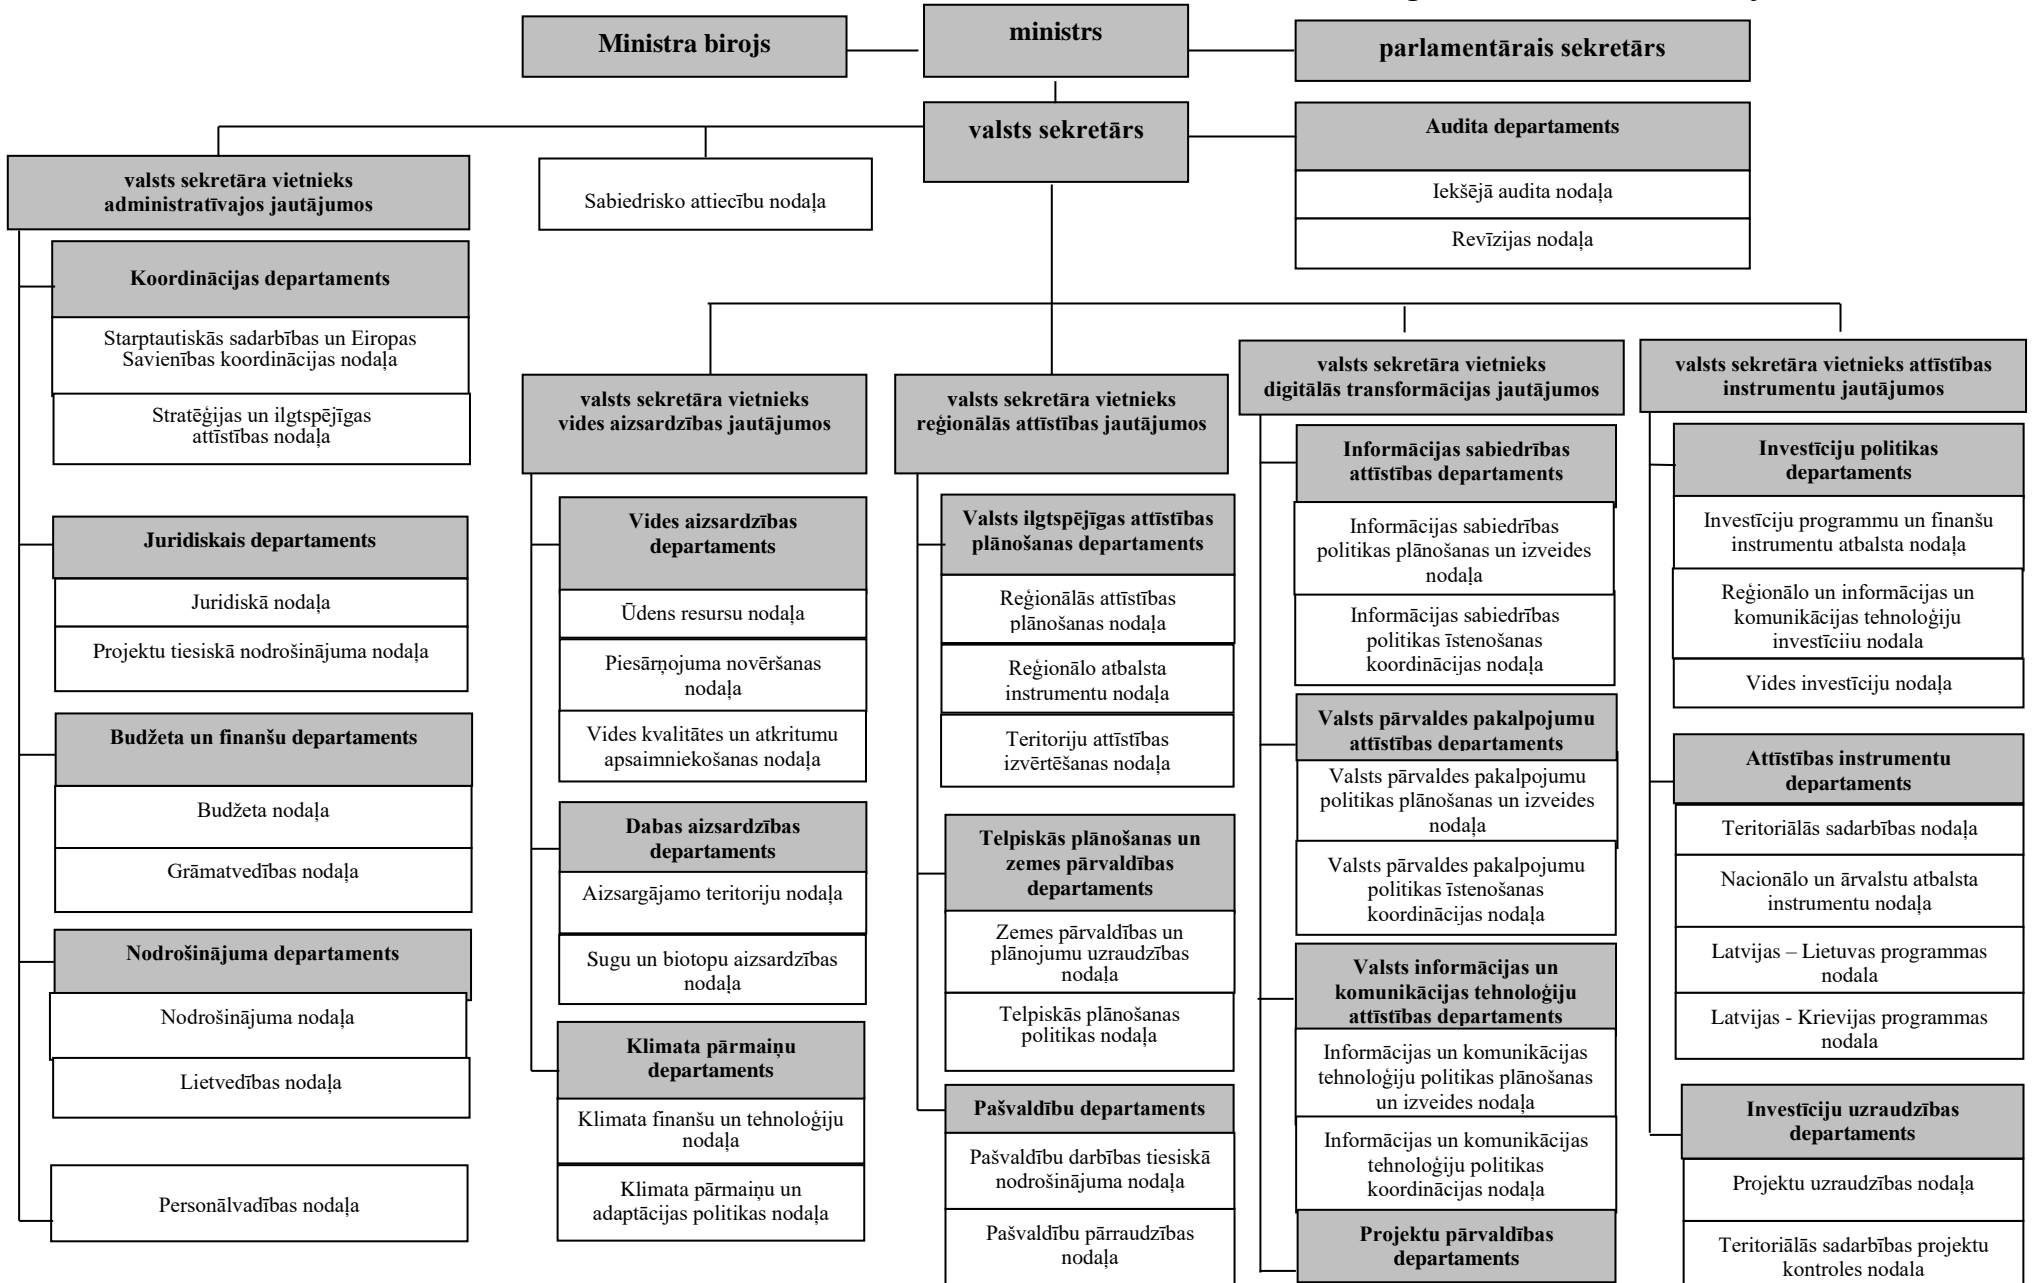 Ministra birojs
ministrs
parlamentārais sekretārs
valsts sekretārs
Audita departaments
Iekšējā audita nodaļa
Revīzijas nodaļa
Sabiedrisko attiecību nodaļa
valsts sekretāra vietnieks
administratīvajos jautājumos
Koordinācijas departaments
Starptautiskās sadarbības un Eiropas
Savienības koordinācijas nodaļa
Stratēģijas un ilgtspējīgas
attīstības nodaļa
Juridiskais departaments
Juridiskā nodaļa
Projektu tiesiskā nodrošinājuma nodaļa
Budžeta un finanšu departaments
Budžeta nodaļa
Grāmatvedības nodaļa
Nodrošinājuma departaments
Nodrošinājuma nodaļa
Lietvedības nodaļa
Personālvadības nodaļa
valsts sekretāra vietnieks
vides aizsardzības jautājumos
Vides aizsardzības
departaments
Ūdens resursu nodaļa
Piesārņojuma novēršanas
nodaļa
Vides kvalitātes un atkritumu
apsaimniekošanas nodaļa
Dabas aizsardzības
departaments
Aizsargājamo teritoriju nodaļa
Sugu un biotopu aizsardzības
nodaļa
Klimata pārmaiņu
departaments
Klimata finanšu un tehnoloģiju
nodaļa
Klimata pārmaiņu un
adaptācijas politikas nodaļa
valsts sekretāra vietnieks
reģionālās attīstības jautājumos
Valsts ilgtspējīgas attīstības
plānošanas departaments
Reģionālās attīstības
plānošanas nodaļa
Reģionālo atbalsta
instrumentu nodaļa
Teritoriju attīstības
izvērtēšanas nodaļa
Telpiskās plānošanas un
zemes pārvaldības
departaments
Zemes pārvaldības un
plānojumu uzraudzības
nodaļa
Telpiskās plānošanas
politikas nodaļa
Pašvaldību departaments
Pašvaldību darbības tiesiskā
nodrošinājuma nodaļa
Pašvaldību pārraudzības
nodaļa
valsts sekretāra vietnieks
digitālās transformācijas jautājumos
Informācijas sabiedrības
attīstības departaments
Informācijas sabiedrības
politikas plānošanas un izveides
nodaļa
Informācijas sabiedrības
politikas īstenošanas
koordinācijas nodaļa
Valsts pārvaldes pakalpojumu
attīstības departaments
Valsts pārvaldes pakalpojumu
politikas plānošanas un izveides
nodaļa
Valsts pārvaldes pakalpojumu
politikas īstenošanas
koordinācijas nodaļa
Valsts informācijas un
komunikācijas tehnoloģiju
attīstības departaments
Informācijas un komunikācijas
tehnoloģiju politikas plānošanas
un izveides nodaļa
Informācijas un komunikācijas
tehnoloģiju politikas
koordinācijas nodaļa
Projektu pārvaldības
departaments
valsts sekretāra vietnieks attīstības
instrumentu jautājumos
Investīciju politikas
departaments
Investīciju programmu un finanšu
instrumentu atbalsta nodaļa
Reģionālo un informācijas un
komunikācijas tehnoloģiju
investīciju nodala
Vides investīciju nodaļa
Attīstības instrumentu
departaments
Teritoriālās sadarbības nodaļa
Nacionālo un ārvalstu atbalsta
instrumentu nodaļa
Latvijas – Lietuvas programmas
nodala
Latvijas - Krievijas programmas
nodala
Investīciju uzraudzības
departaments
Projektu uzraudzības nodaļa
Teritoriālās sadarbības projektu
kontroles nodala